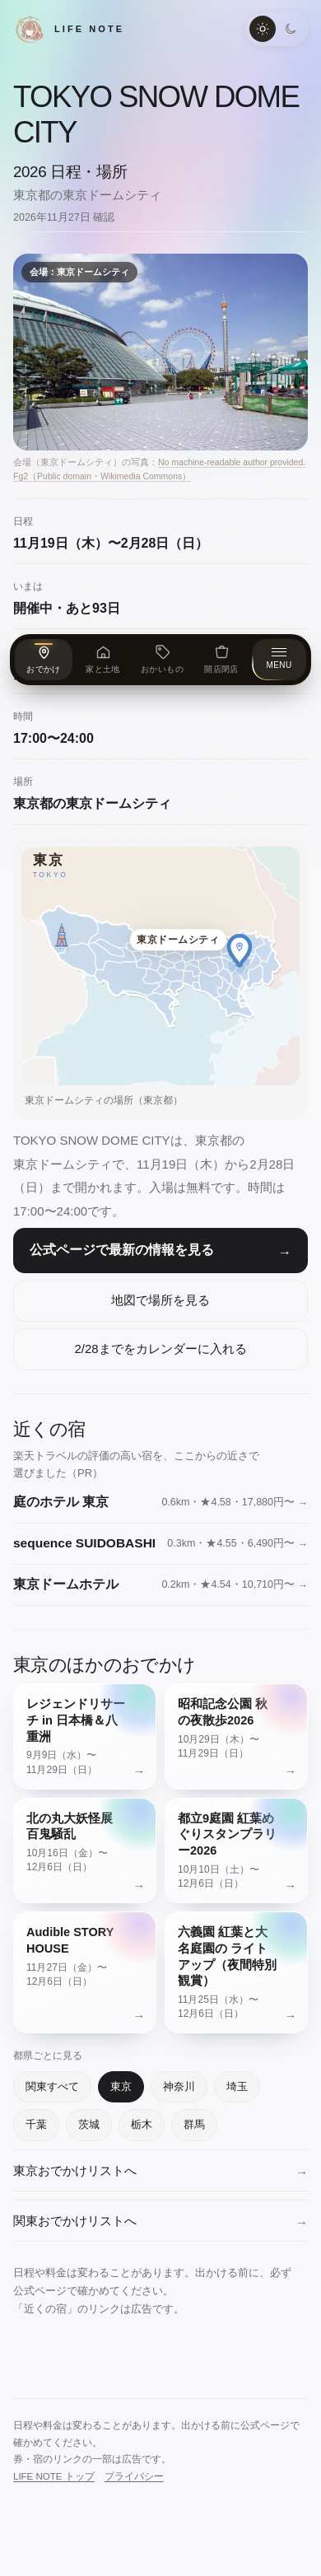 LIFE NOTE
TOKYO SNOW DOME
CITY
2026 日程・場所
東京都の東京ドームシティ
2026年11月27日 確認
会場：東京ドームシティ
会場（東京ドームシティ）の写真：No machine-readable author provided.
Fg2（Public domain・Wikimedia Commons）
日程
11月19日（木）〜2月28日（日）
いまは
開催中・あと93日
おでかけ
家と土地
おかいもの
開店閉店
MENU
時間
17:00〜24:00
場所
東京都の東京ドームシティ
東京
TOKYO
東京ドームシティ
東京ドームシティの場所（東京都）
TOKYO SNOW DOME CITYは、東京都の
東京ドームシティで、11月19日（木）から2月28日
（日）まで開かれます。入場は無料です。時間は
17:00〜24:00です。
公式ページで最新の情報を見る →
地図で場所を見る
2/28までをカレンダーに入れる
近くの宿
楽天トラベルの評価の高い宿を、ここからの近さで
選びました（PR）
庭のホテル 東京 0.6km・★4.58・17,880円〜 →
sequence SUIDOBASHI 0.3km・★4.55・6,490円〜 →
東京ドームホテル 0.2km・★4.54・10,710円〜 →
東京のほかのおでかけ
レジェンドリサー
チ in 日本橋＆八
重洲
9月9日（水）〜
11月29日（日）
→
昭和記念公園 秋
の夜散歩2026
10月29日（木）〜
11月29日（日）
→
北の丸大妖怪展
百鬼騒乱
10月16日（金）〜
12月6日（日）
→
都立9庭園 紅葉め
ぐりスタンプラリ
ー2026
10月10日（土）〜
12月6日（日）
→
Audible STORY
HOUSE
11月27日（金）〜
12月6日（日）
→
六義園 紅葉と大
名庭園の ライト
アップ（夜間特別
観賞）
11月25日（水）〜
12月6日（日）
→
都県ごとに見る
関東すべて
東京
神奈川
埼玉
千葉
茨城
栃木
群馬
東京おでかけリストへ →
関東おでかけリストへ →
日程や料金は変わることがあります。出かける前に、必ず
公式ページで確かめてください。
「近くの宿」のリンクは広告です。
日程や料金は変わることがあります。出かける前に公式ページで
確かめてください。
券・宿のリンクの一部は広告です。
LIFE NOTE トップ プライバシー